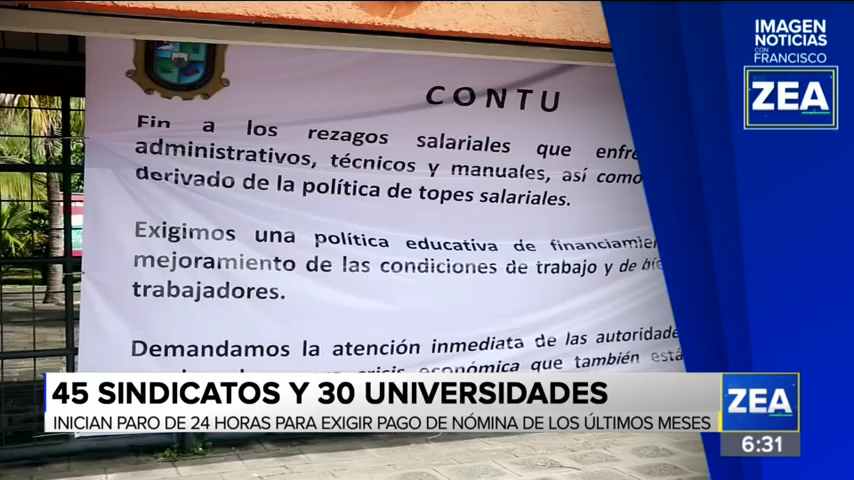 IMAGEN
NOTICIAS
CON
FRANCISCO
ZEA
CONTU
Fin a los rezagos salariales que
administrativos, técnicos y manuales, así como
derivado de la política de topes salariales.
Exigimos una política educativa de
mejoramiento de las condiciones de trabajo y de
trabajadores.
Demandamos la atención inmediata de las
crisis económica que también
45 SINDICATOS Y 30 UNIVERSIDADES
INICIAN PARO DE 24 HORAS PARA EXIGIR PAGO DE NÓMINA DE LOS ÚLTIMOS MESES
ZEA
6:31